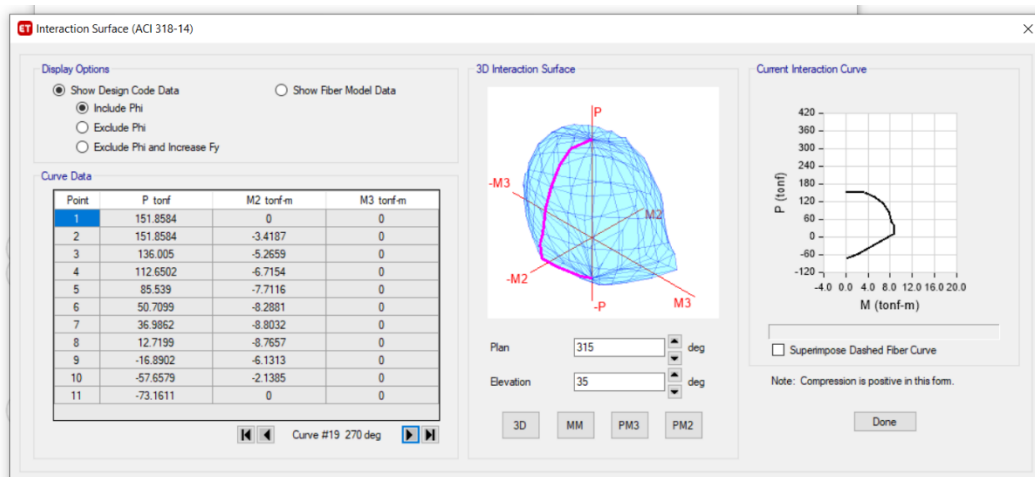 ET Interaction Surface (ACI 318-14)
Display Options
Show Design Code Data
Show Fiber Model Data
Include Phi
Exclude Phi
Exclude Phi and Increase Fy
Curve Data
Point P tonf M2 tonf-m M3 tonf-m
1 151.8584 0 0
2 151.8584 -3.4187 0
3 136.005 -5.2659 0
4 112.6502 -6.7154 0
5 85.539 -7.7116 0
6 50.7099 -8.2881 0
7 36.9862 -8.8032 0
8 12.7199 -8.7657 0
9 -16.8902 -6.1313 0
10 -57.6579 -2.1385 0
11 -73.1611 0 0
Curve #19 270 deg
3D Interaction Surface
P
-M3
M2
-M2
-P
M3
Plan 315 deg
Elevation 35 deg
3D MM PM3 PM2
Current Interaction Curve
420
360
300
240
180
120
60
0
-60
-120
P (tonf)
-4.0 0.0 4.0 8.0 12.0 16.0 20.0
M (tonf-m)
Superimpose Dashed Fiber Curve
Note: Compression is positive in this form.
Done